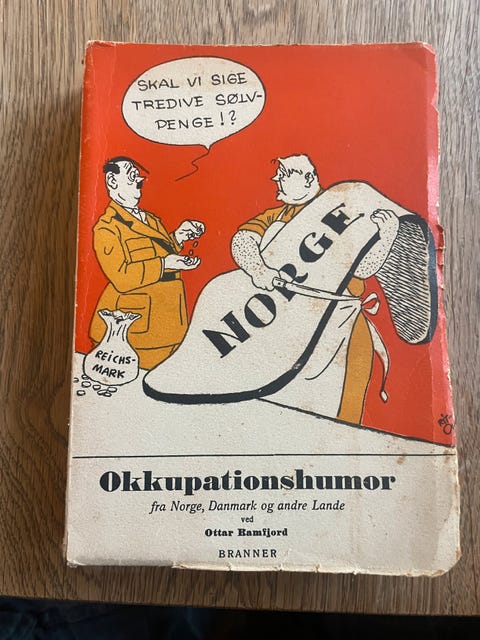 SKAL VI SIGE
TREDIVE SØLV-
PENGE!?
NORGE
REICHS-
MARK
Okkupationshumor
fra Norge, Danmark og andre Lande
ved
Ottar Ramfjord
BRANNER